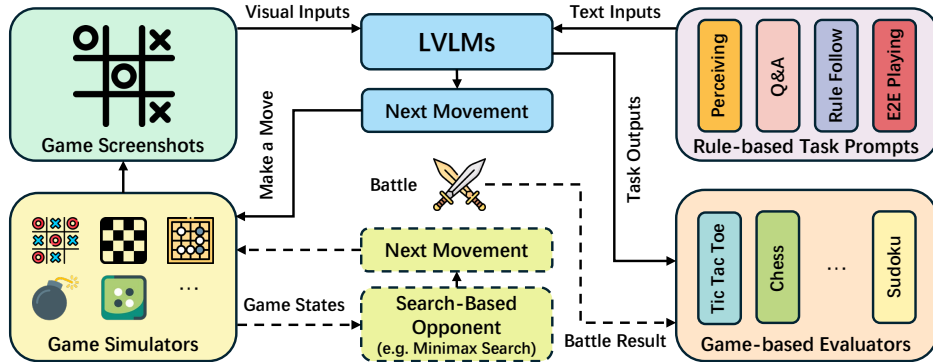 Visual Inputs
Text Inputs
LVLMs
Next Movement
Game Screenshots
Make a Move
Task Outputs
Perceiving
Q&A
Rule Follow
E2E Playing
Rule-based Task Prompts
Battle
Next Movement
Game States
Search-Based
Opponent
(e.g. Minimax Search)
...
Game Simulators
Battle Result
Tic Tac Toe
Chess
...
Sudoku
Game-based Evaluators